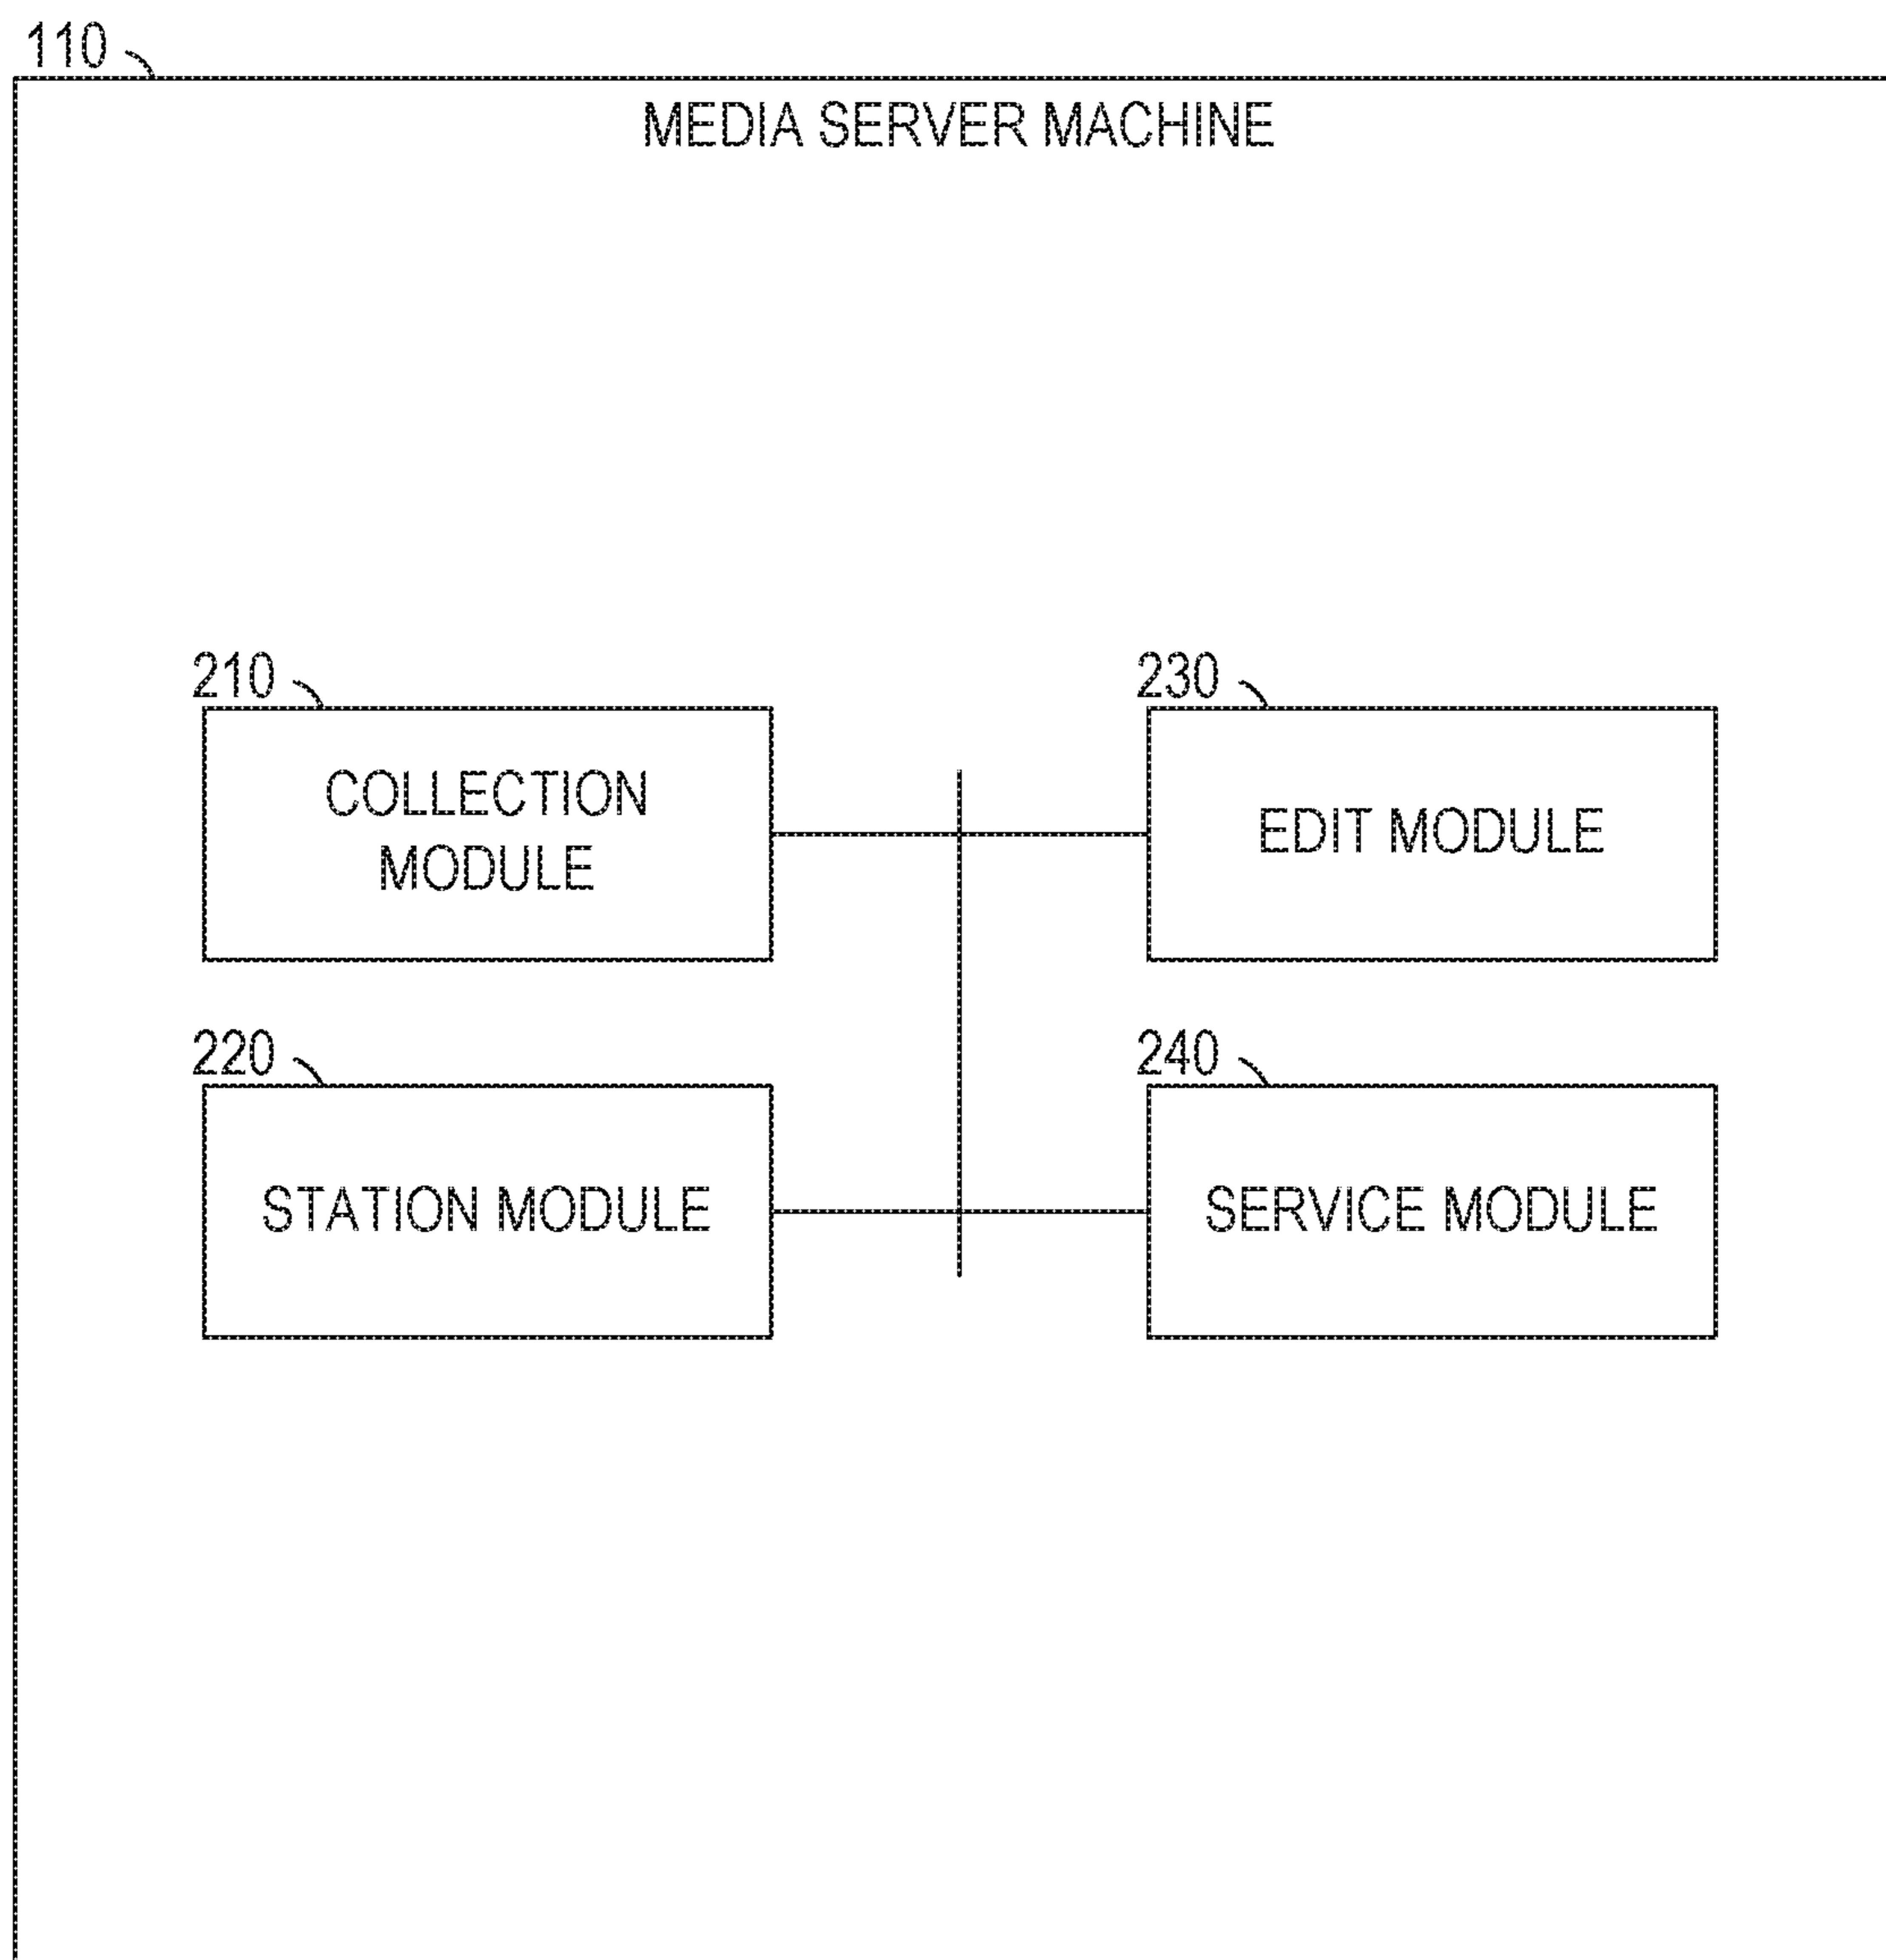 110
MEDIA SERVER MACHINE
210
COLLECTION
MODULE
230
EDIT MODULE
220
STATION MODULE
240
SERVICE MODULE